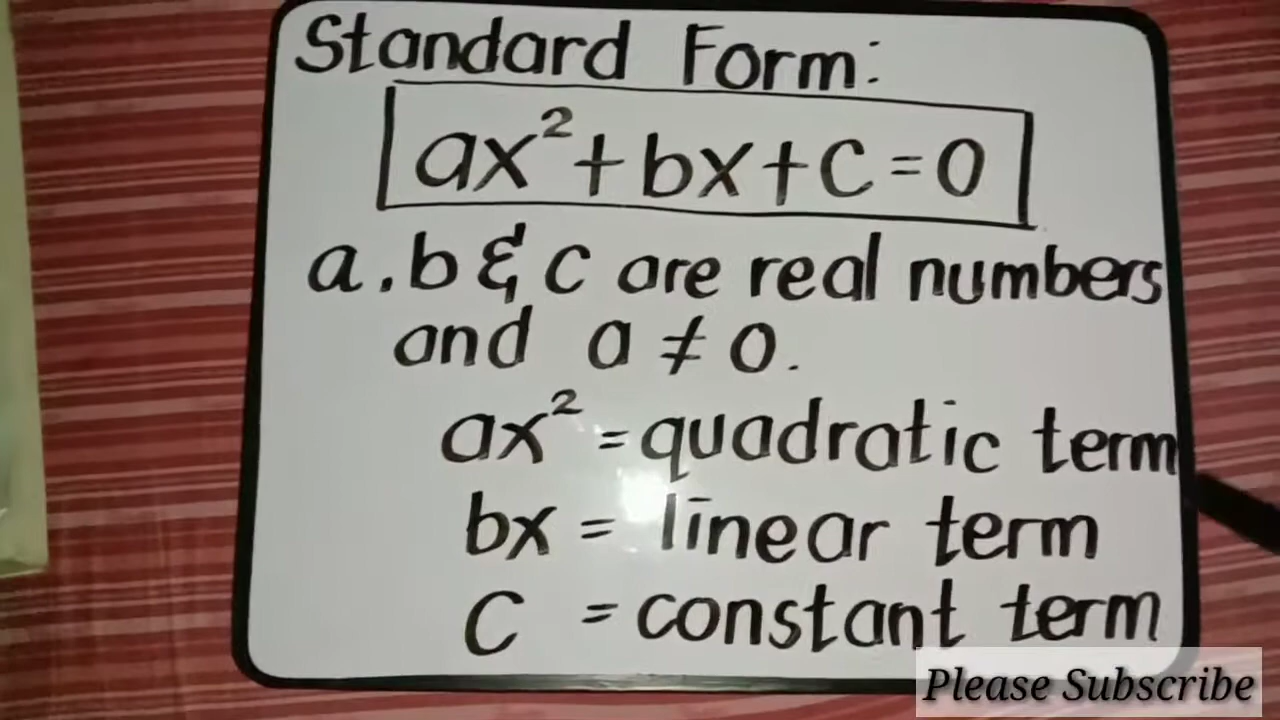 Standard Form:
ax²+bx+c=0
a.b & c are real numbers
and a ≠ 0.
ax² = quadratic term
bx = linear term
C = constant term
Please Subscribe